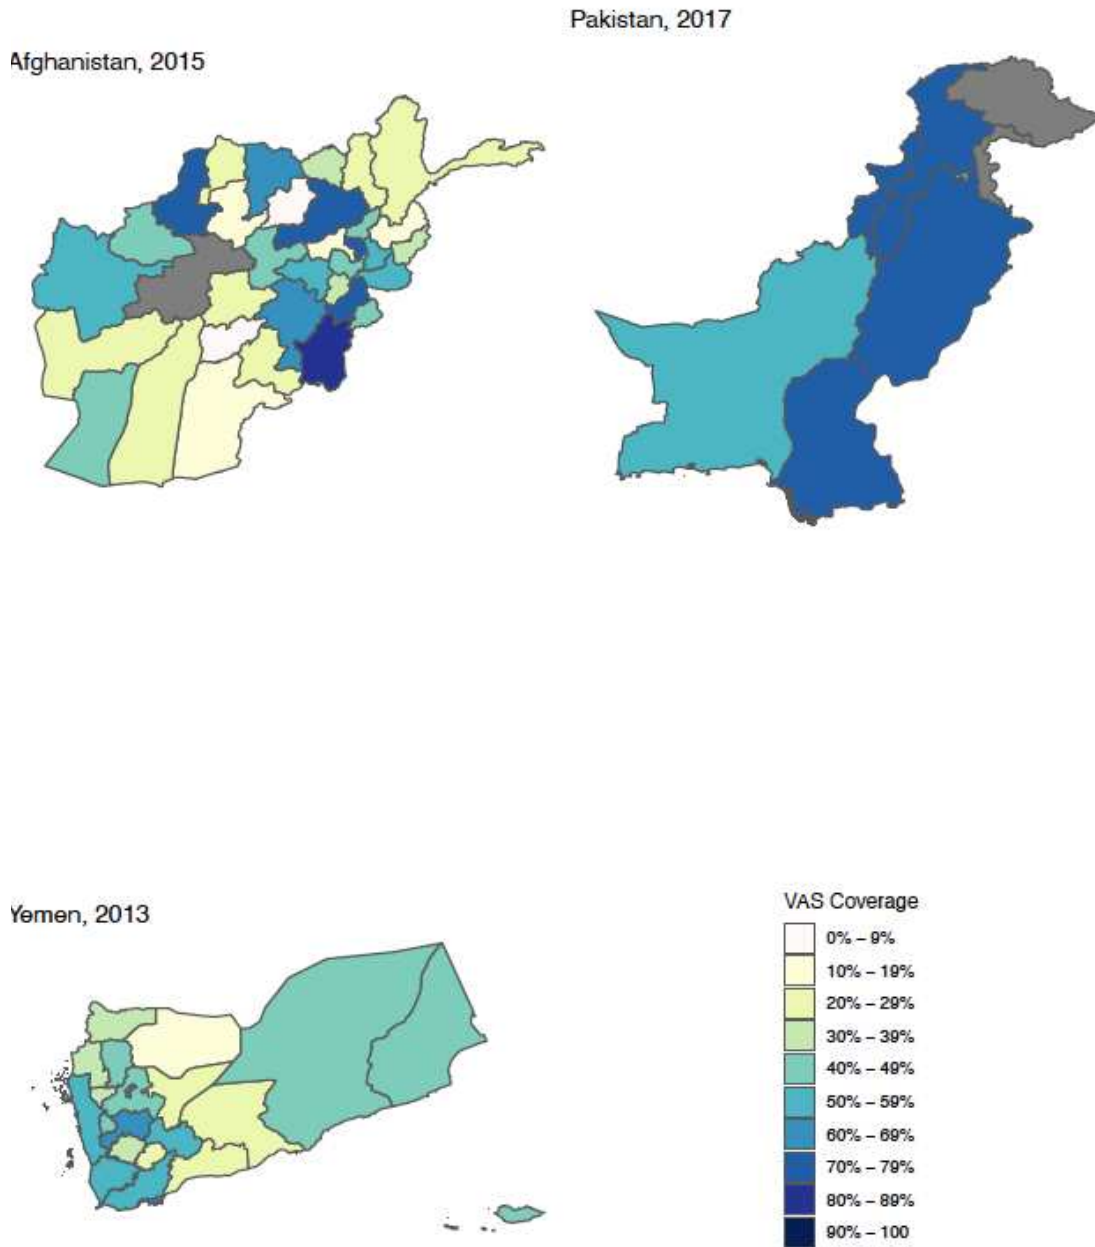 Pakistan, 2017
Afghanistan, 2015
Yemen, 2013
VAS Coverage
0% – 9%
10% – 19%
20% – 29%
30% – 39%
40% – 49%
50% – 59%
60% – 69%
70% – 79%
80% – 89%
90% – 100